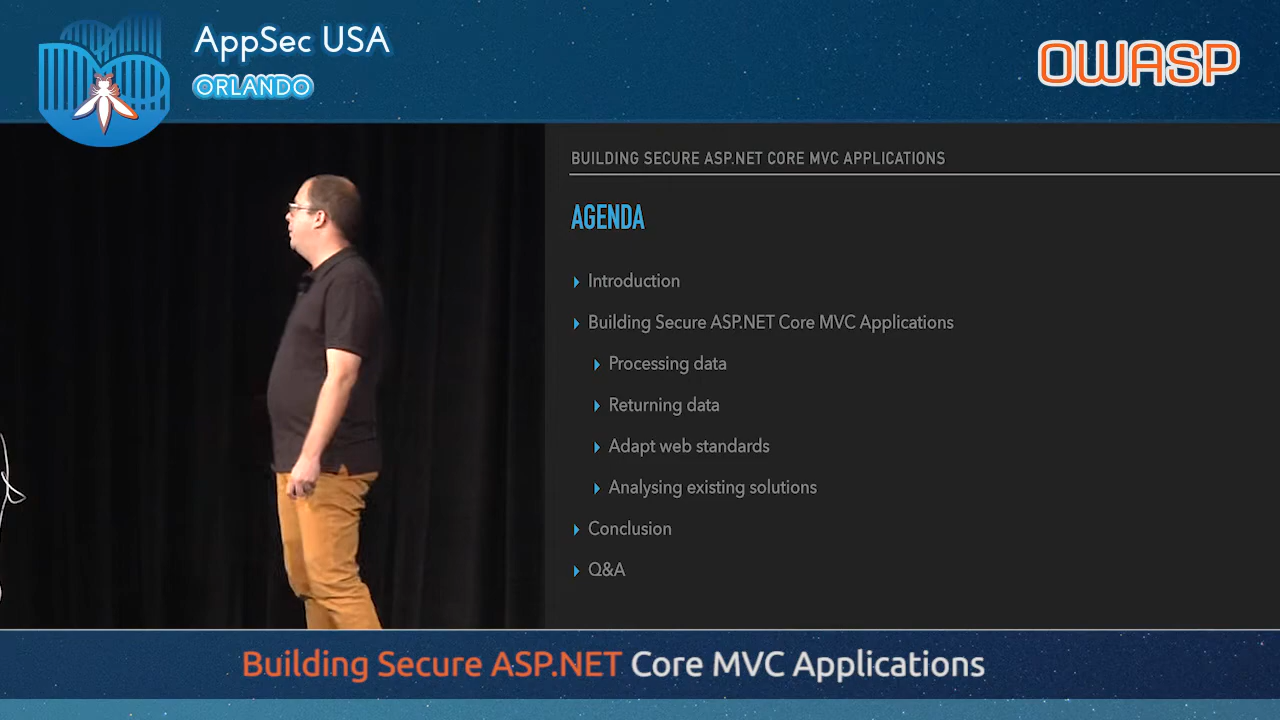 AppSec USA
ORLANDO
OWASP
BUILDING SECURE ASP.NET CORE MVC APPLICATIONS
AGENDA
Introduction
Building Secure ASP.NET Core MVC Applications
Processing data
Returning data
Adapt web standards
Analysing existing solutions
Conclusion
Q&A
Building Secure ASP.NET Core MVC Applications